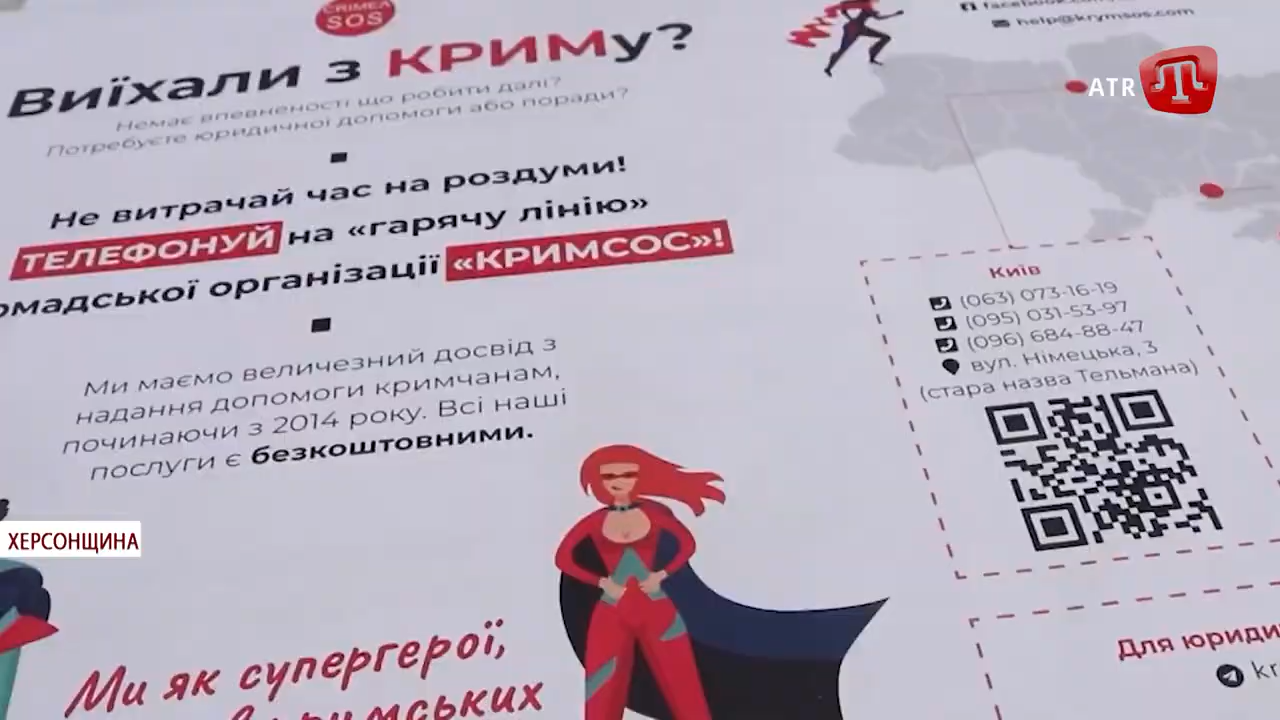 CRIMEA
SOS
Виїхали з КРИМу?
Немає впевненості що робити далі?
Потребуєте юридичної допомоги або поради?
Не витрачай час на роздуми!
ТЕЛЕФОНУЙ на «гарячу лінію»
омадської організації «КРИМСОС»!
Ми маємо величезний досвід з
надання допомоги кримчанам,
починаючи з 2014 року. Всі наші
послуги є безкоштовними.
Ми як супергерої,
facebook.com
help@krymsos.com
ATR
Київ
(063) 073-16-19
(095) 031-53-97
(096) 684-88-47
вул. Німецька, 3
(стара назва Тельмана)
Для юриди
kr
ХЕРСОНЩИНА